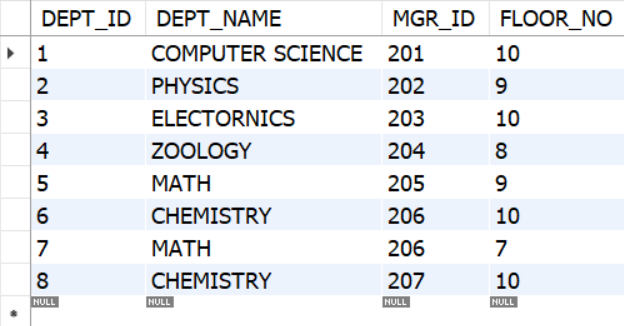 DEPT_ID DEPT_NAME MGR_ID FLOOR_NO
1 COMPUTER SCIENCE 201 10
2 PHYSICS 202 9
3 ELECTORNICS 203 10
4 ZOOLOGY 204 8
5 MATH 205 9
6 CHEMISTRY 206 10
7 MATH 206 7
8 CHEMISTRY 207 10
NULL NULL NULL NULL